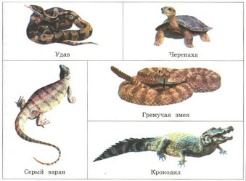 Удав
Черепаха
Гремучая змея
Серый варан
Крокодил